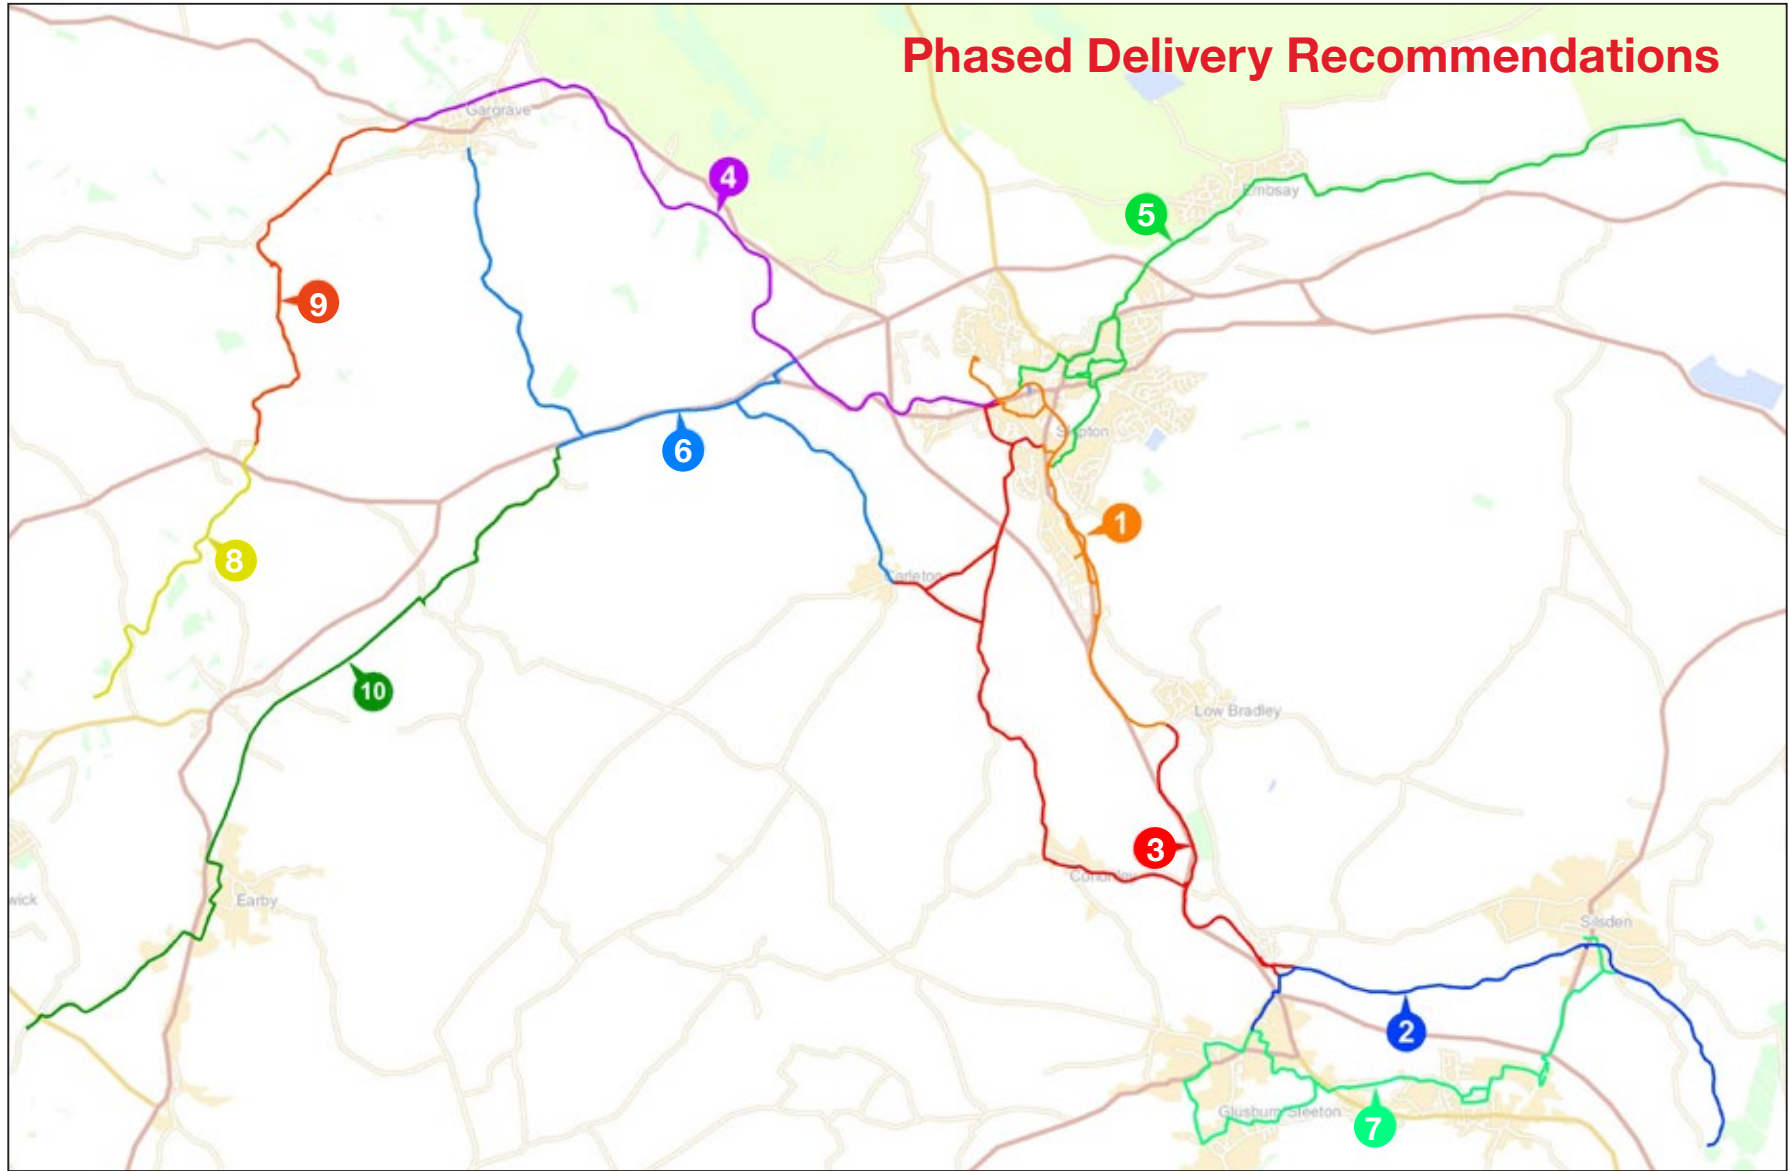 Phased Delivery Recommendations
Gargrave
4
5
Embsay
9
Skipton
6
1
8
Carleton
10
Low Bradley
3
Cononley
wick
Earby
Silsden
2
Glusburn
Steeton
7